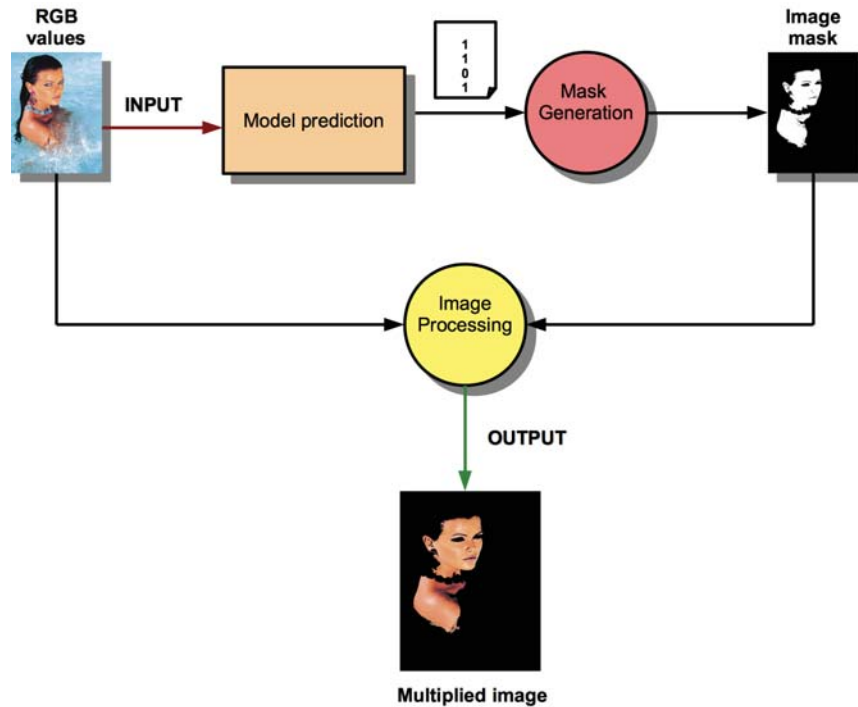 RGB
values
INPUT
Model prediction
1
1
0
1
Mask
Generation
Image
mask
Image
Processing
OUTPUT
Multiplied image